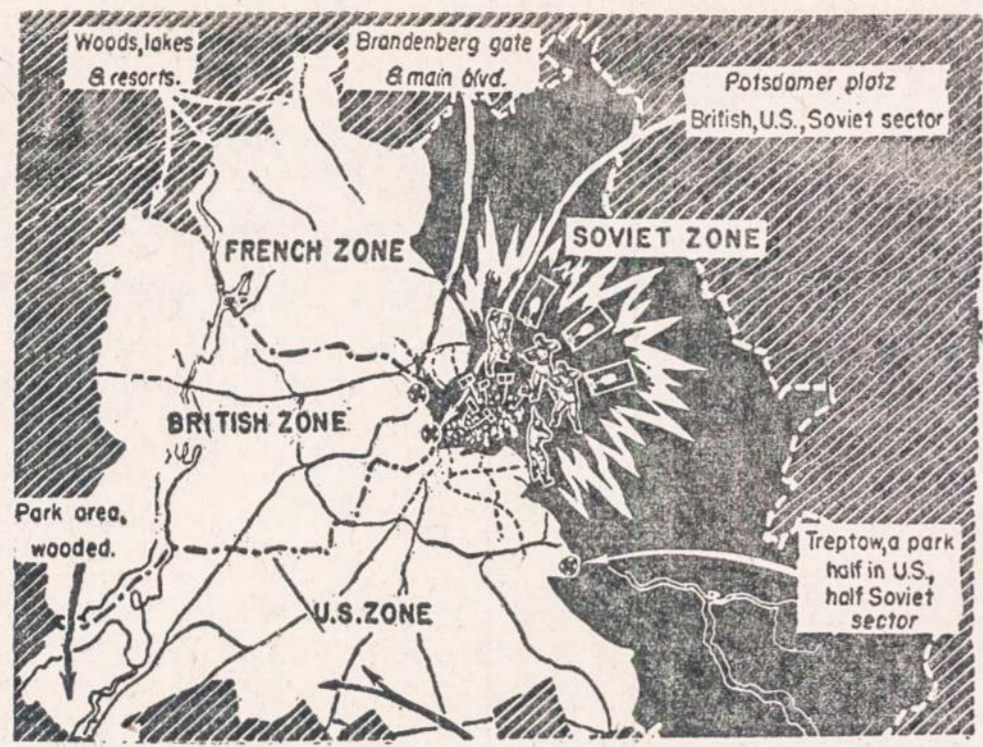 Woods, lakes
& resorts.
Brandenberg gate
& main blvd.
Potsdamer platz
British, U.S., Soviet sector
FRENCH ZONE
SOVIET ZONE
BRITISH ZONE
Park area,
wooded.
U.S. ZONE
Treptow, a park
half in U.S.,
half Soviet
sector